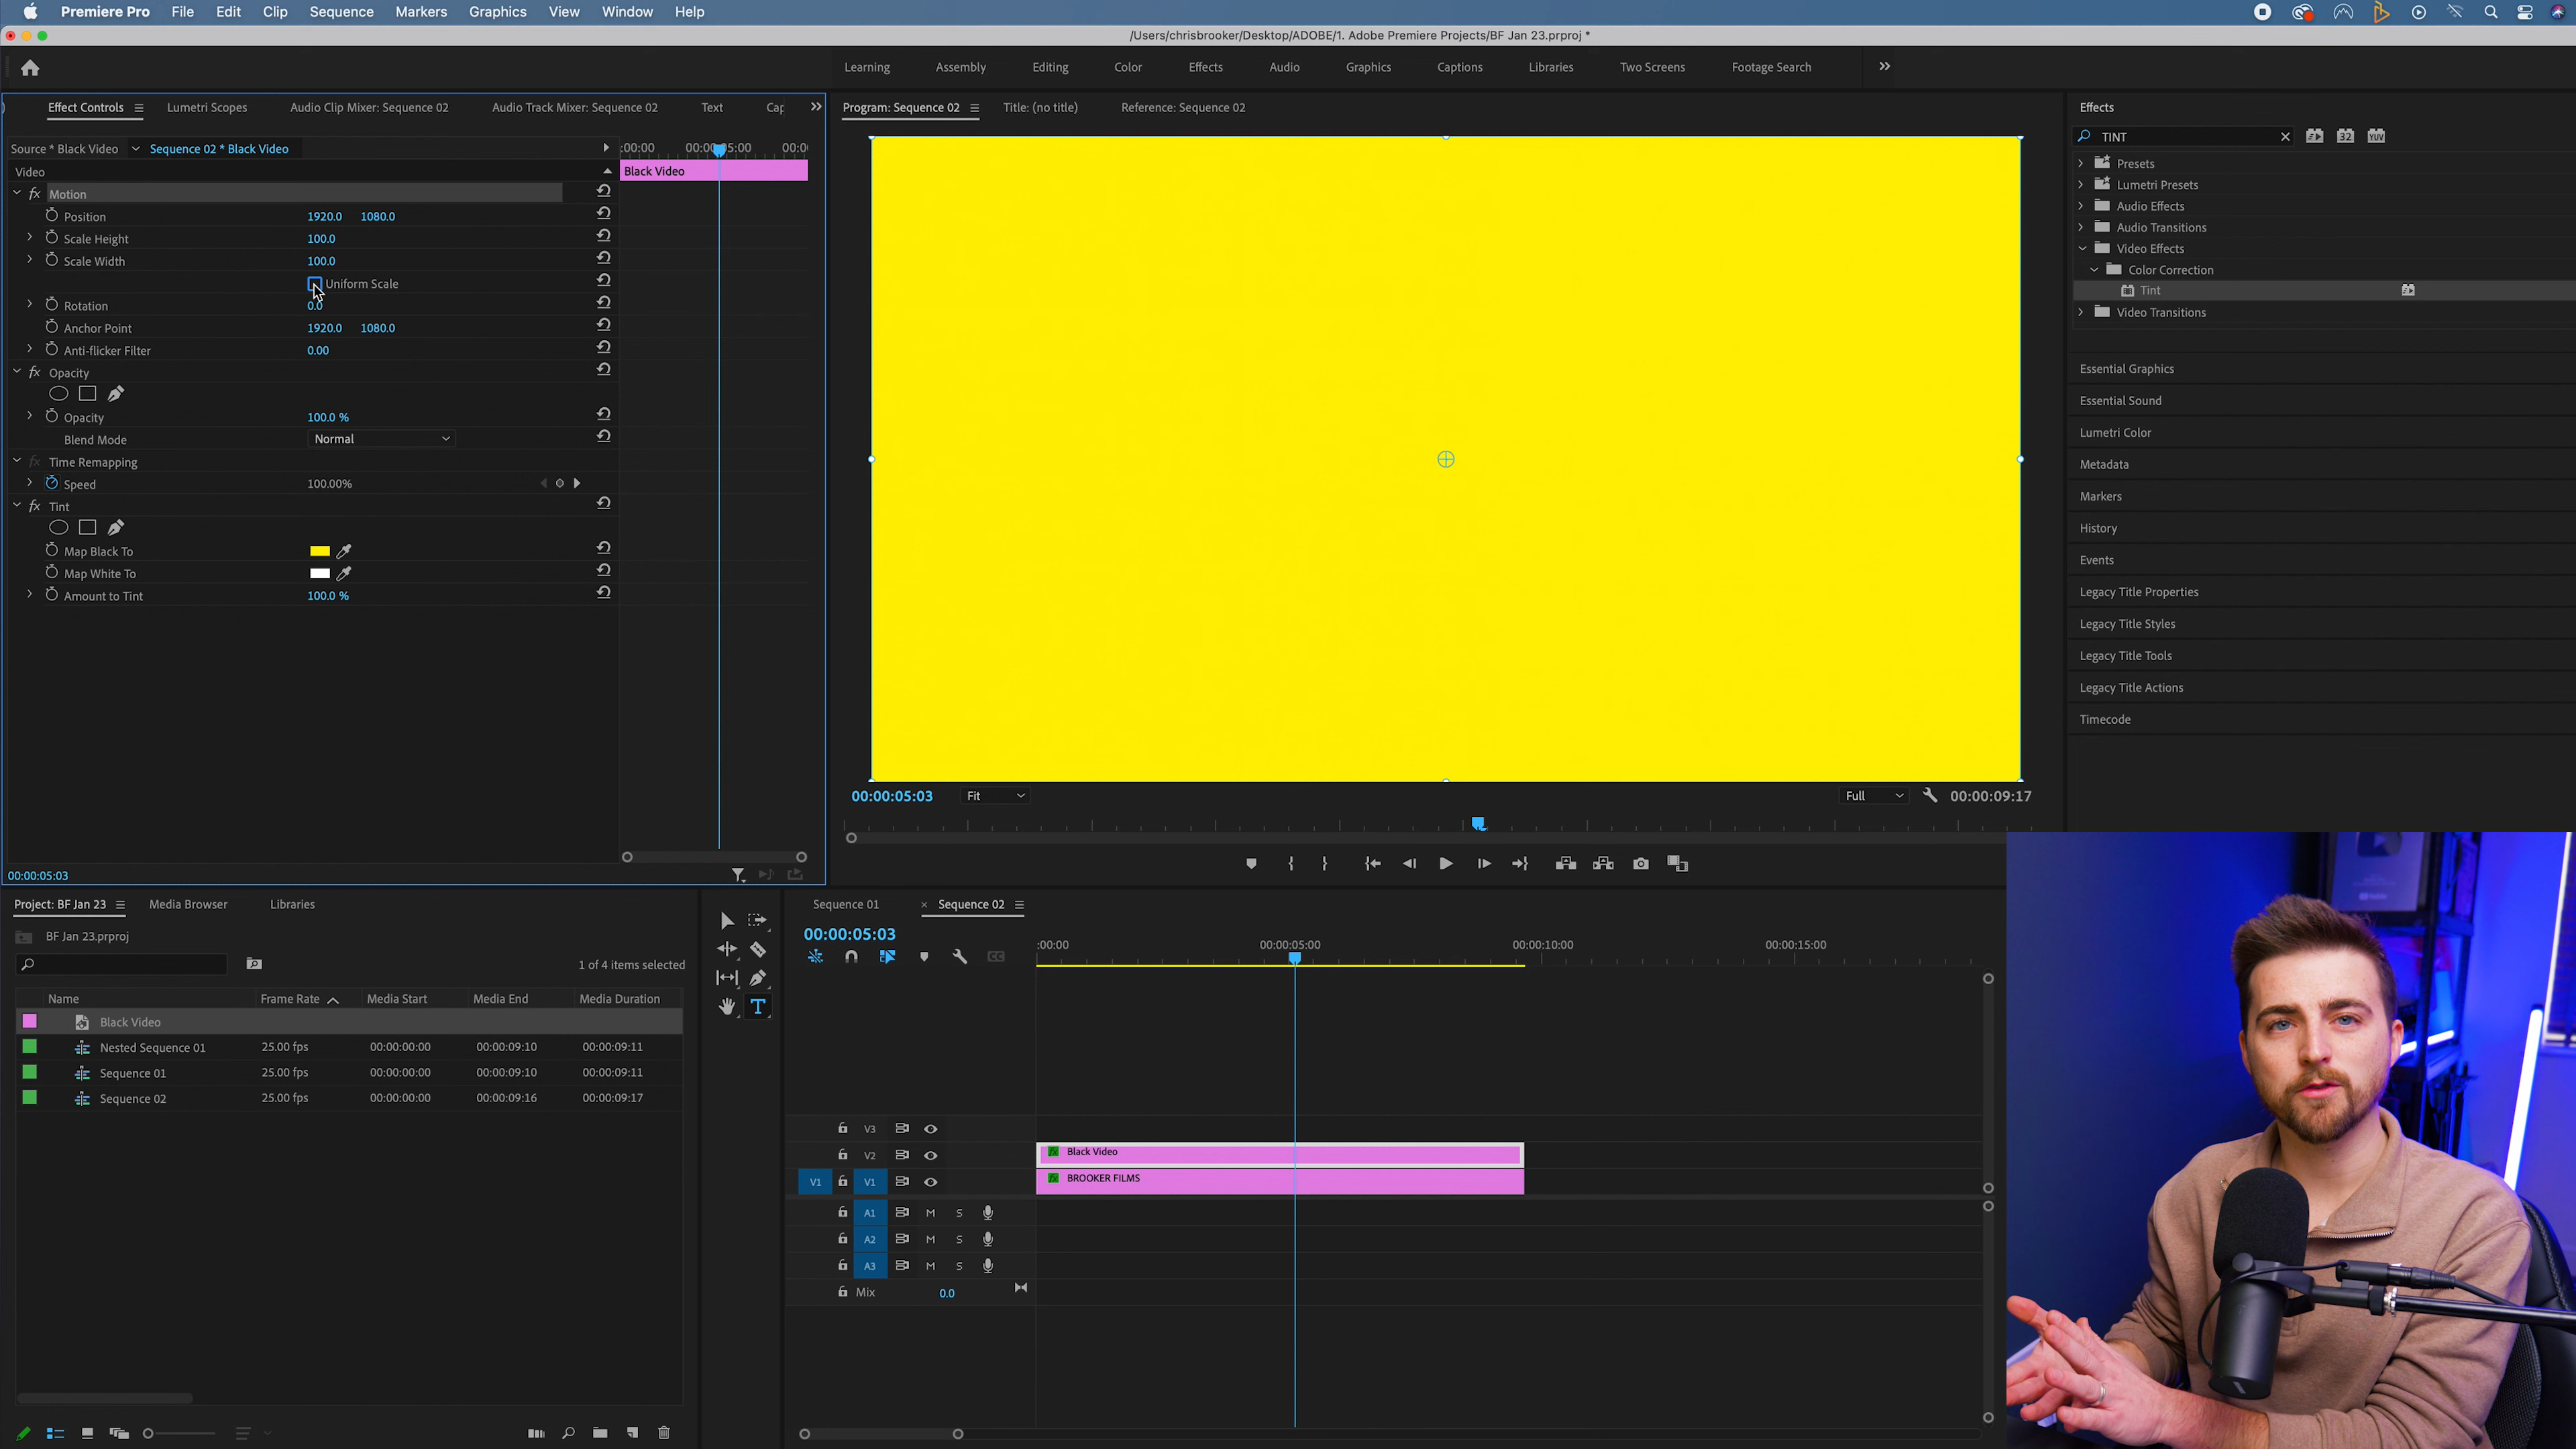 Premiere Pro File Edit Clip Sequence Markers Graphics View Window Help
/Users/chrisbrooker/Desktop/ADOBE/1. Adobe Premiere Projects/BF Jan 23.prproj *
Learning Assembly Editing Color Effects Audio Graphics Captions Libraries Two Screens Footage Search
Effect Controls Lumetri Scopes Audio Clip Mixer: Sequence 02 Audio Track Mixer: Sequence 02 Text Cap
Source * Black Video Sequence 02 * Black Video
:00:00 00:00:05:00 00:0
Video
Black Video
Motion
Position 1920.0 1080.0
Scale Height 100.0
Scale Width 100.0
Uniform Scale
Rotation 0.0
Anchor Point 1920.0 1080.0
Anti-flicker Filter 0.00
Opacity
Opacity 100.0 %
Blend Mode Normal
Time Remapping
Speed 100.00%
Tint
Map Black To
Map White To
Amount to Tint 100.0 %
00:00:05:03
Program: Sequence 02 Title: (no title) Reference: Sequence 02
00:00:05:03 Fit Full 00:00:09:17
Effects
TINT 32 YUV
Presets
Lumetri Presets
Audio Effects
Audio Transitions
Video Effects
Color Correction
Tint
Video Transitions
Essential Graphics
Essential Sound
Lumetri Color
Metadata
Markers
History
Events
Legacy Title Properties
Legacy Title Styles
Legacy Title Tools
Legacy Title Actions
Timecode
Project: BF Jan 23 Media Browser Libraries
BF Jan 23.prproj
1 of 4 items selected
Name Frame Rate Media Start Media End Media Duration
Black Video
Nested Sequence 01 25.00 fps 00:00:00:00 00:00:09:10 00:00:09:11
Sequence 01 25.00 fps 00:00:00:00 00:00:09:10 00:00:09:11
Sequence 02 25.00 fps 00:00:00:00 00:00:09:16 00:00:09:17
T
Sequence 01 × Sequence 02
00:00:05:03
:00:00 00:00:05:00 00:00:10:00 00:00:15:00
CC
V3
V2 Black Video
V1 V1 BROOKER FILMS
A1 M S
A2 M S
A3 M S
Mix 0.0